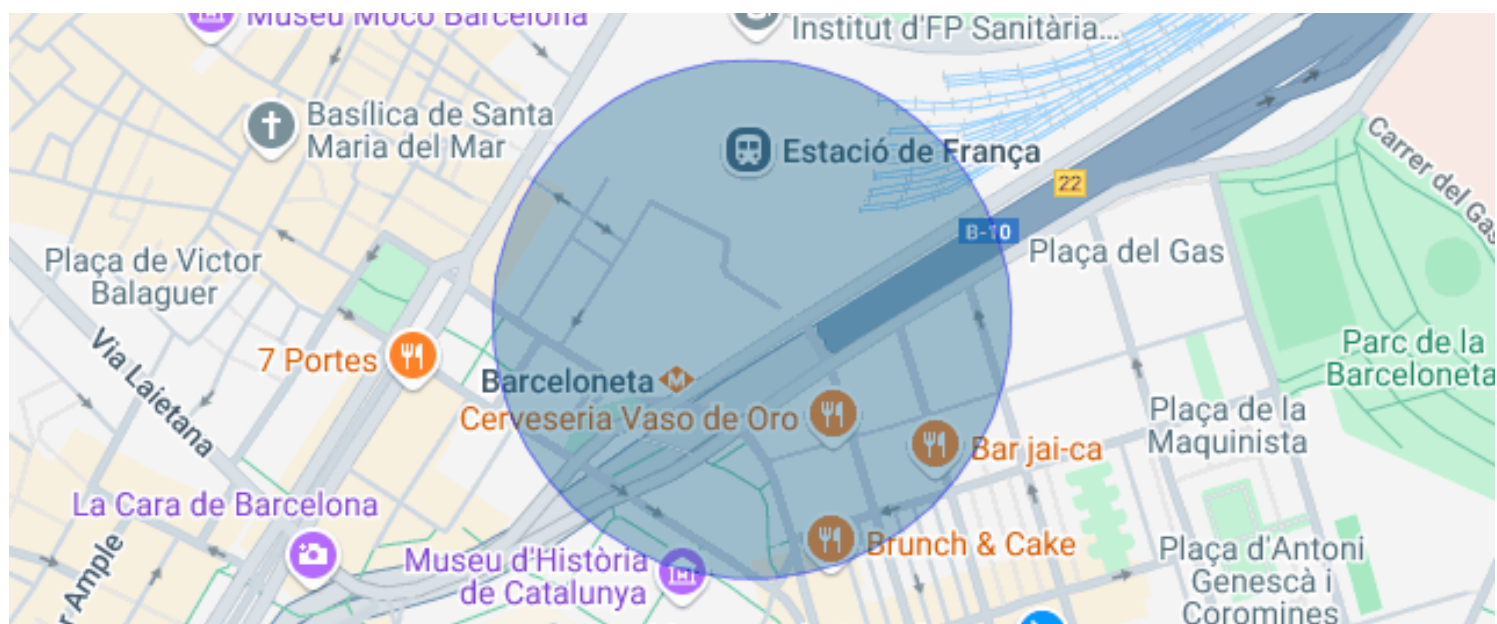 Museu Moco Barcelona
Institut d'FP Sanitària...
Basílica de Santa
Maria del Mar
Estació de França
Carrer del Gas
22
B-10
Plaça del Gas
Plaça de Victor
Balaguer
Via Laietana
7 Portes
Barceloneta
M
Cerveseria Vaso de Oro
Parc de la
Barceloneta
Plaça de la
Maquinista
Bar jai-ca
La Cara de Barcelona
Museu d'Història
de Catalunya
Brunch & Cake
Plaça d'Antoni
Genescà i
Coromines
r Ample